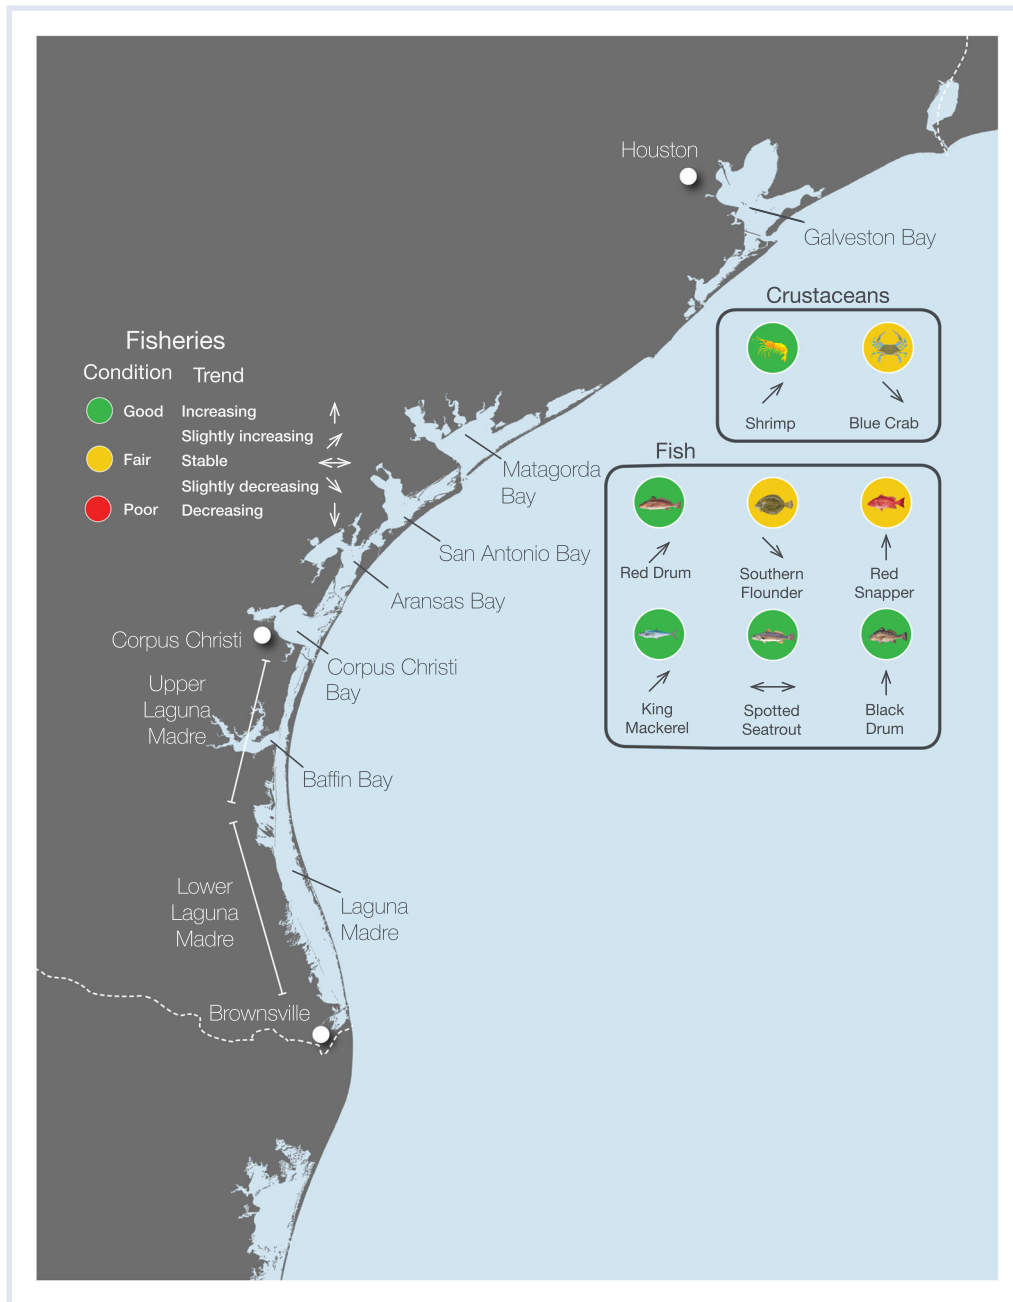 Houston
Galveston Bay
Crustaceans
Shrimp
Blue Crab
Fisheries
Condition
Trend
Good
Increasing
Slightly increasing
Fair
Stable
Slightly decreasing
Poor
Decreasing
Fish
Red Drum
Southern
Flounder
Red
Snapper
King
Mackerel
Spotted
Seatrout
Black
Drum
Matagorda
Bay
San Antonio Bay
Aransas Bay
Corpus Christi
Corpus Christi
Bay
Upper
Laguna
Madre
Baffin Bay
Lower
Laguna
Madre
Laguna
Madre
Brownsville